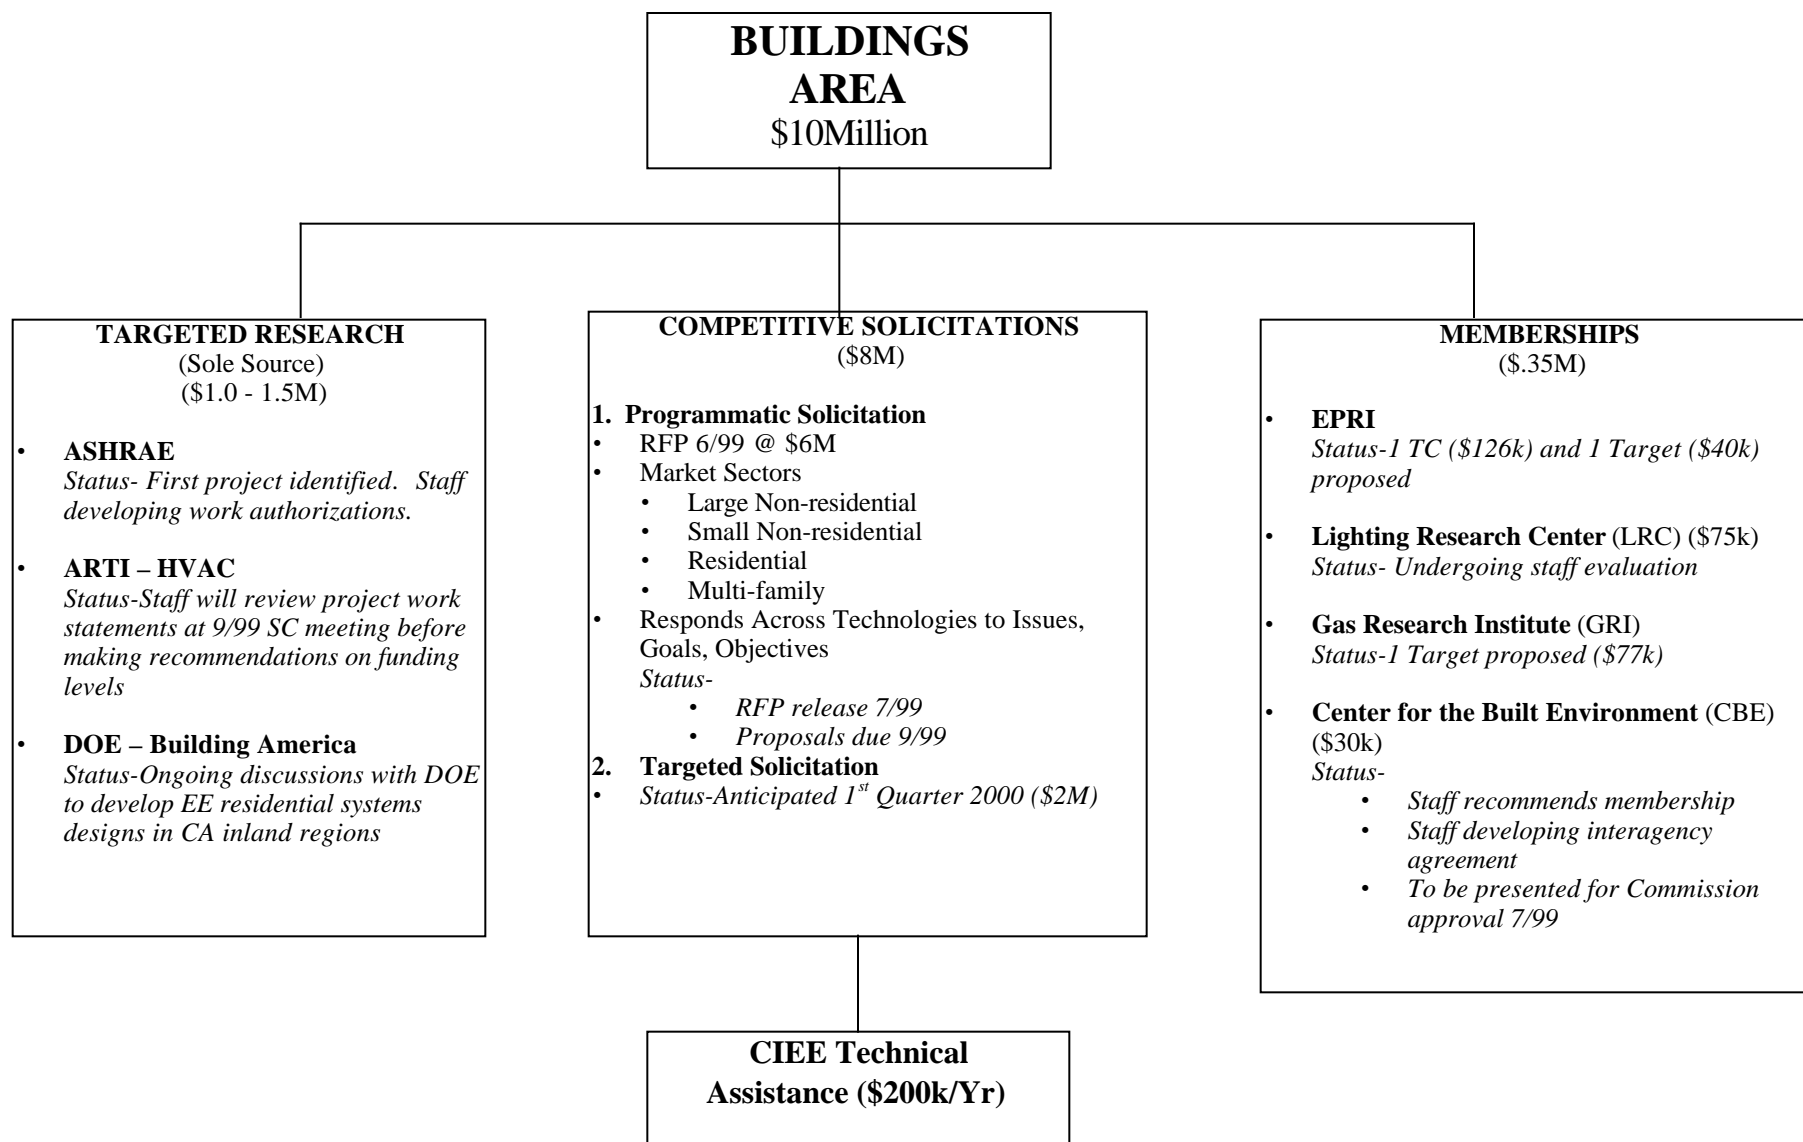 BUILDINGS
AREA
$10Million
TARGETED RESEARCH
(Sole Source)
($1.0 - 1.5M)
• ASHRAE
Status- First project identified. Staff
developing work authorizations.
• ARTI – HVAC
Status-Staff will review project work
statements at 9/99 SC meeting before
making recommendations on funding
levels
• DOE – Building America
Status-Ongoing discussions with DOE
to develop EE residential systems
designs in CA inland regions
COMPETITIVE SOLICITATIONS
($8M)
1. Programmatic Solicitation
• RFP 6/99 @ $6M
• Market Sectors
• Large Non-residential
• Small Non-residential
• Residential
• Multi-family
• Responds Across Technologies to Issues,
Goals, Objectives
Status-
• RFP release 7/99
• Proposals due 9/99
2. Targeted Solicitation
• Status-Anticipated 1st Quarter 2000 ($2M)
MEMBERSHIPS
($.35M)
• EPRI
Status-1 TC ($126k) and 1 Target ($40k)
proposed
• Lighting Research Center (LRC) ($75k)
Status- Undergoing staff evaluation
• Gas Research Institute (GRI)
Status-1 Target proposed ($77k)
• Center for the Built Environment (CBE)
($30k)
Status-
• Staff recommends membership
• Staff developing interagency
agreement
• To be presented for Commission
approval 7/99
CIEE Technical
Assistance ($200k/Yr)